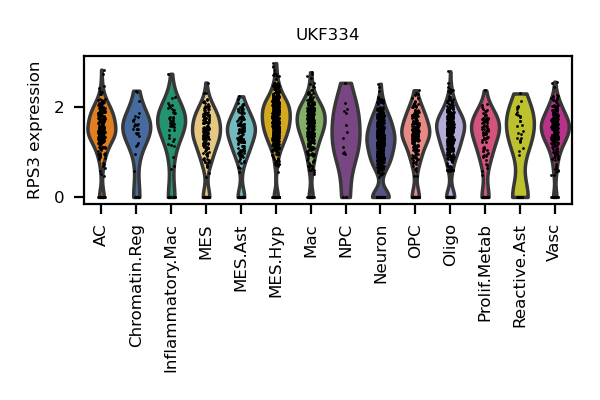 UKF334
RPS3 expression
2
0
AC
Chromatin.Reg
Inflammatory.Mac
MES
MES.Ast
MES.Hyp
Mac
NPC
Neuron
OPC
Oligo
Prolif.Metab
Reactive.Ast
Vasc